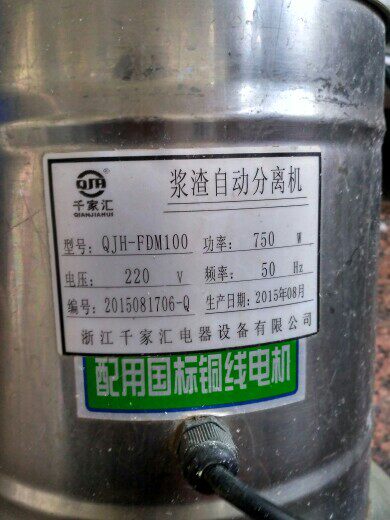 QJH
千家汇
QIANJIAHUI
浆渣自动分离机
型号: QJH-FDM100 功率: 750 W
电压: 220 V 频率: 50 Hz
编号: 2015081706-Q 生产日期: 2015年08月
浙江千家汇电器设备有限公司
配用国标铜线电机